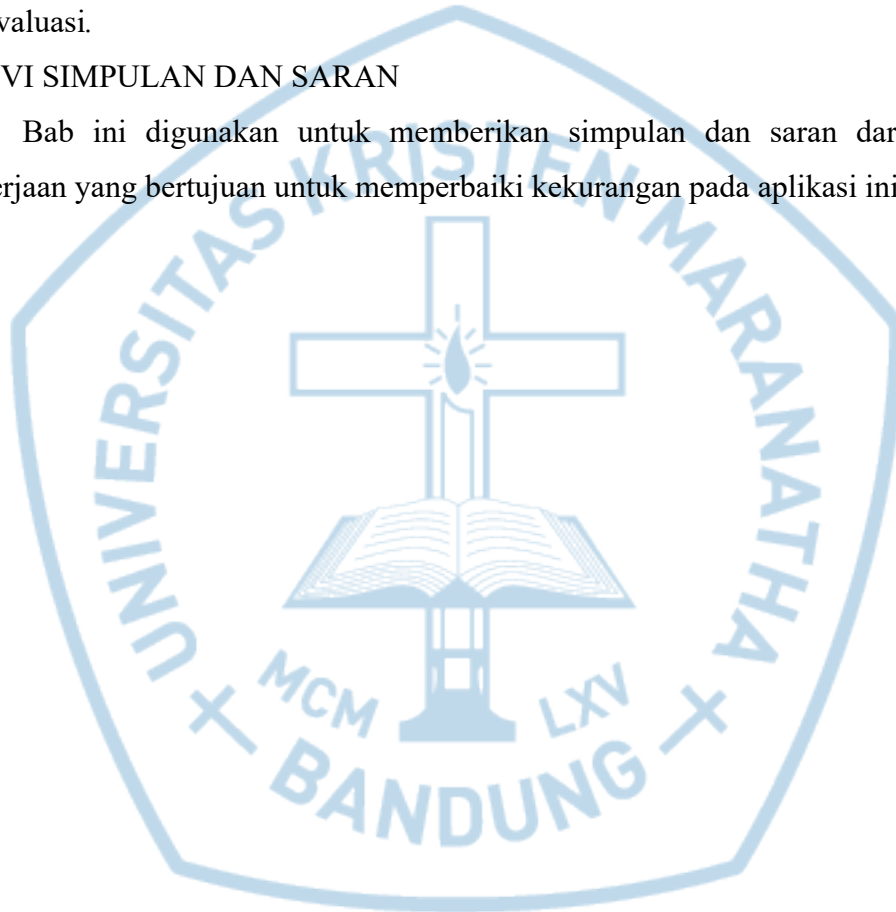 valuasi.
VI SIMPULAN DAN SARAN
Bab ini digunakan untuk memberikan simpulan dan saran dar
erjaan yang bertujuan untuk memperbaiki kekurangan pada aplikasi ini
UNIVERSITAS KRISTEN MARANATHA
MCM LXV
BANDUNG